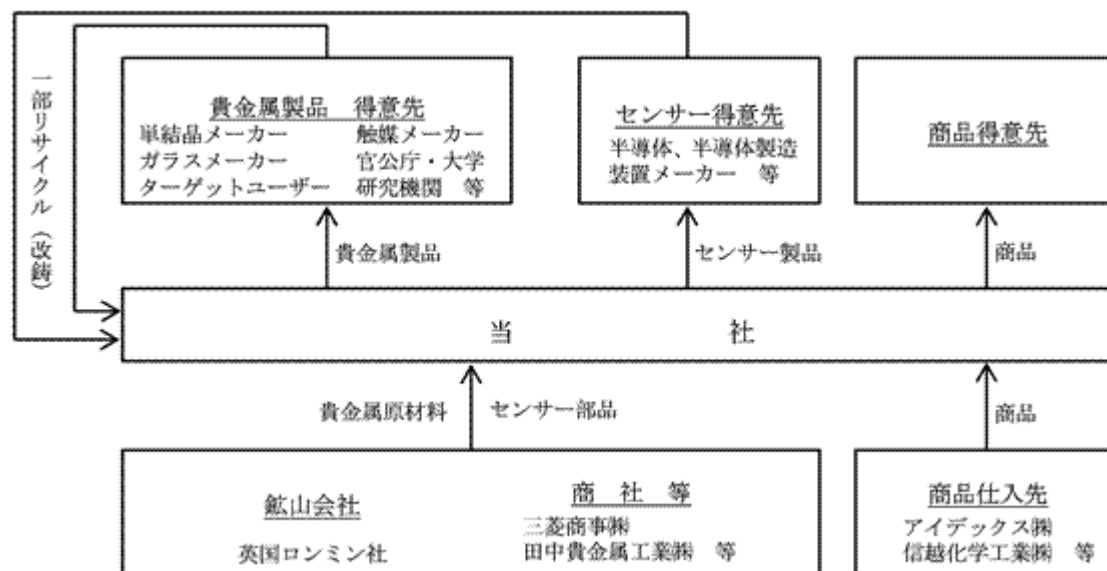 一部リサイクル（改鋳）
貴金属製品　得意先
単結晶メーカー　触媒メーカー
ガラスメーカー　官公庁・大学
ターゲットユーザー　研究機関　等
センサー得意先
半導体、半導体製造
装置メーカー　等
商品得意先
貴金属製品
センサー製品
商品
当　社
貴金属原材料
センサー部品
商品
鉱山会社
英国ロンミン社
商　社　等
三菱商事㈱
田中貴金属工業㈱　等
商品仕入先
アイデックス㈱
信越化学工業㈱　等